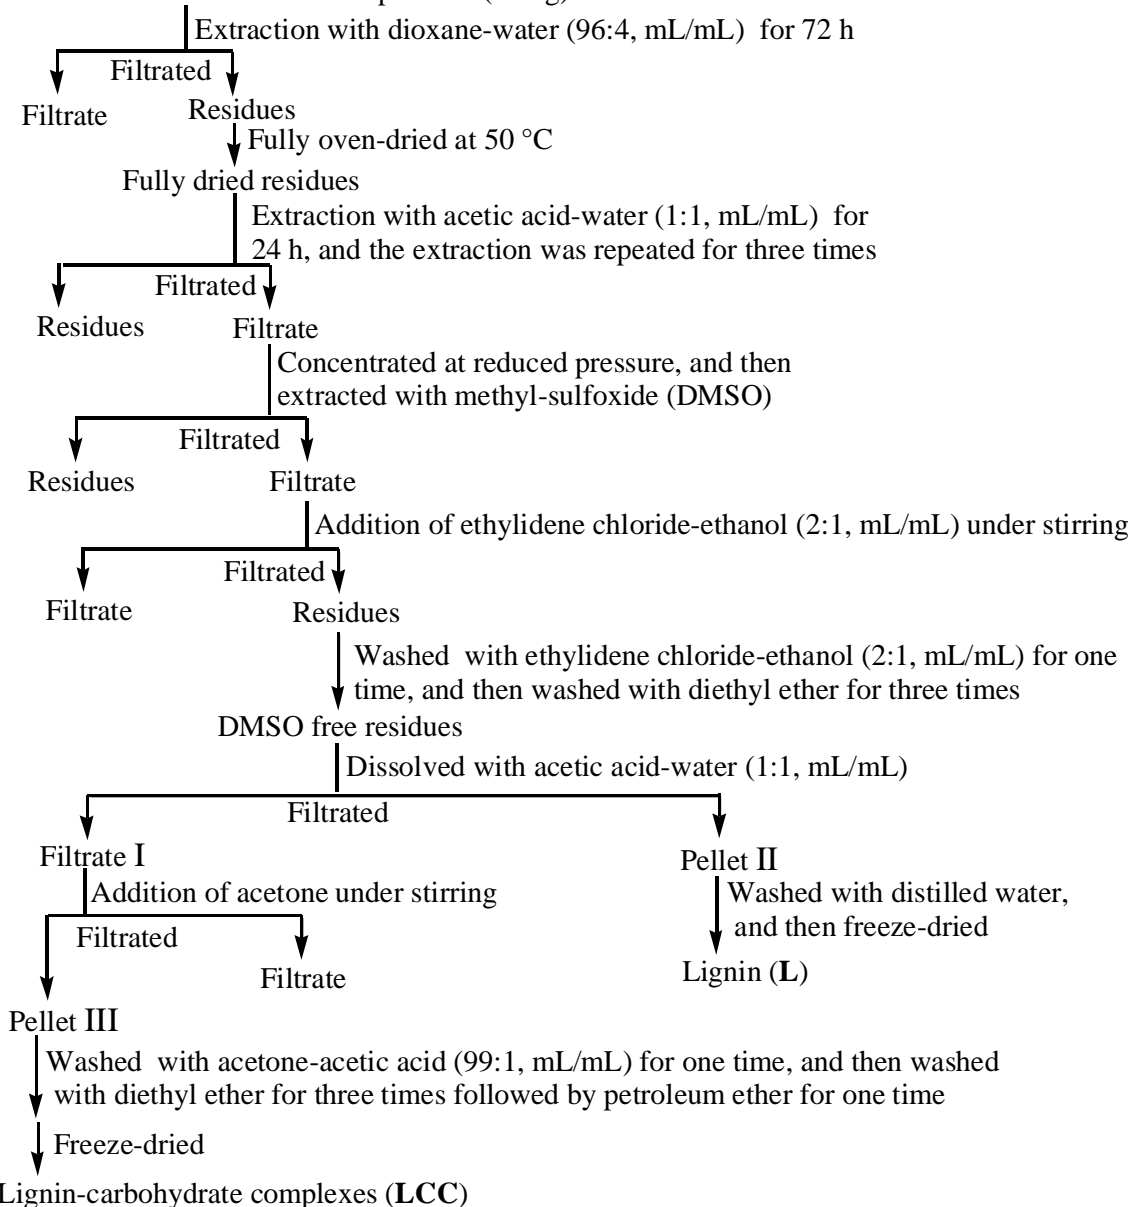 Extraction with dioxane-water (96:4, mL/mL) for 72 h
Filtrated
Filtrate
Residues
Fully oven-dried at 50 °C
Fully dried residues
Extraction with acetic acid-water (1:1, mL/mL) for
24 h, and the extraction was repeated for three times
Filtrated
Residues
Filtrate
Concentrated at reduced pressure, and then
extracted with methyl-sulfoxide (DMSO)
Filtrated
Residues
Filtrate
Addition of ethylidene chloride-ethanol (2:1, mL/mL) under stirring
Filtrated
Filtrate
Residues
Washed with ethylidene chloride-ethanol (2:1, mL/mL) for one
time, and then washed with diethyl ether for three times
DMSO free residues
Dissolved with acetic acid-water (1:1, mL/mL)
Filtrated
Filtrate I
Pellet II
Addition of acetone under stirring
Filtrated
Filtrate
Washed with distilled water,
and then freeze-dried
Lignin (L)
Pellet III
Washed with acetone-acetic acid (99:1, mL/mL) for one time, and then washed
with diethyl ether for three times followed by petroleum ether for one time
Freeze-dried
Lignin-carbohydrate complexes (LCC)